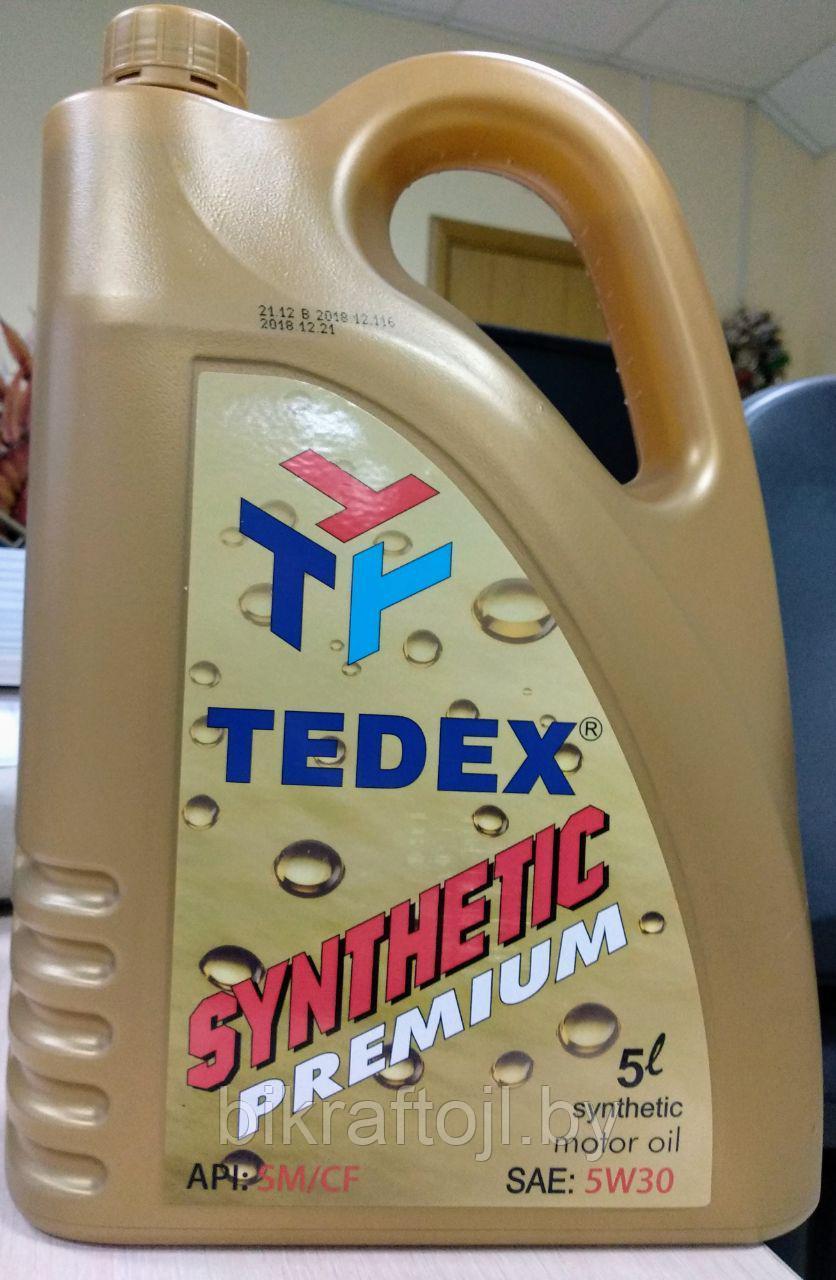 21.12 B 2018 12.116
2018.12.21
TEDEX®
SYNTHETIC
PREMIUM
5ℓ
synthetic
motor oil
bikraftojl.by
API: SM/CF
SAE: 5W30